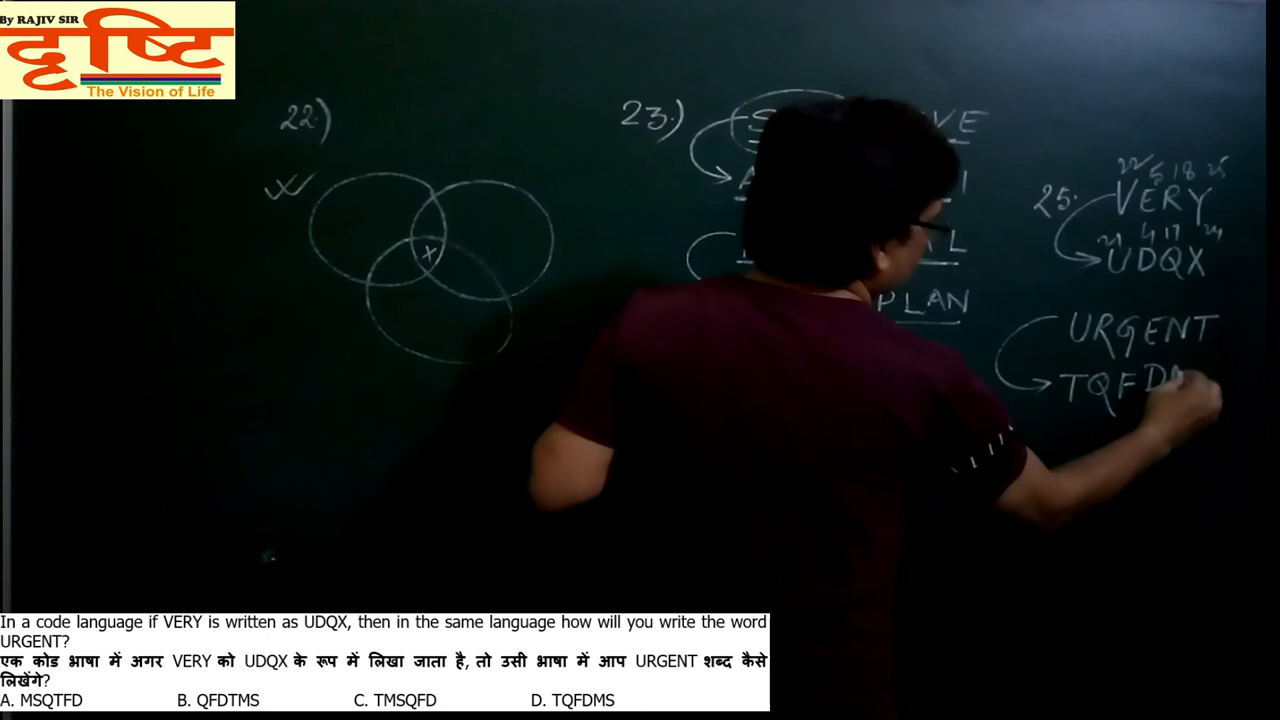 By RAJIV SIR
दृष्टि
The Vision of Life
22.)
23.)
VE
L
PLAN
25.
22 5 18 25
VERY
21 4 17 24
UDQX
URGENT
TQFD
In a code language if VERY is written as UDQX, then in the same language how will you write the word
URGENT?
एक कोड भाषा में अगर VERY को UDQX के रूप में लिखा जाता है, तो उसी भाषा में आप URGENT शब्द कैसे
लिखेंगे?
A. MSQTFD B. QFDTMS C. TMSQFD D. TQFDMS